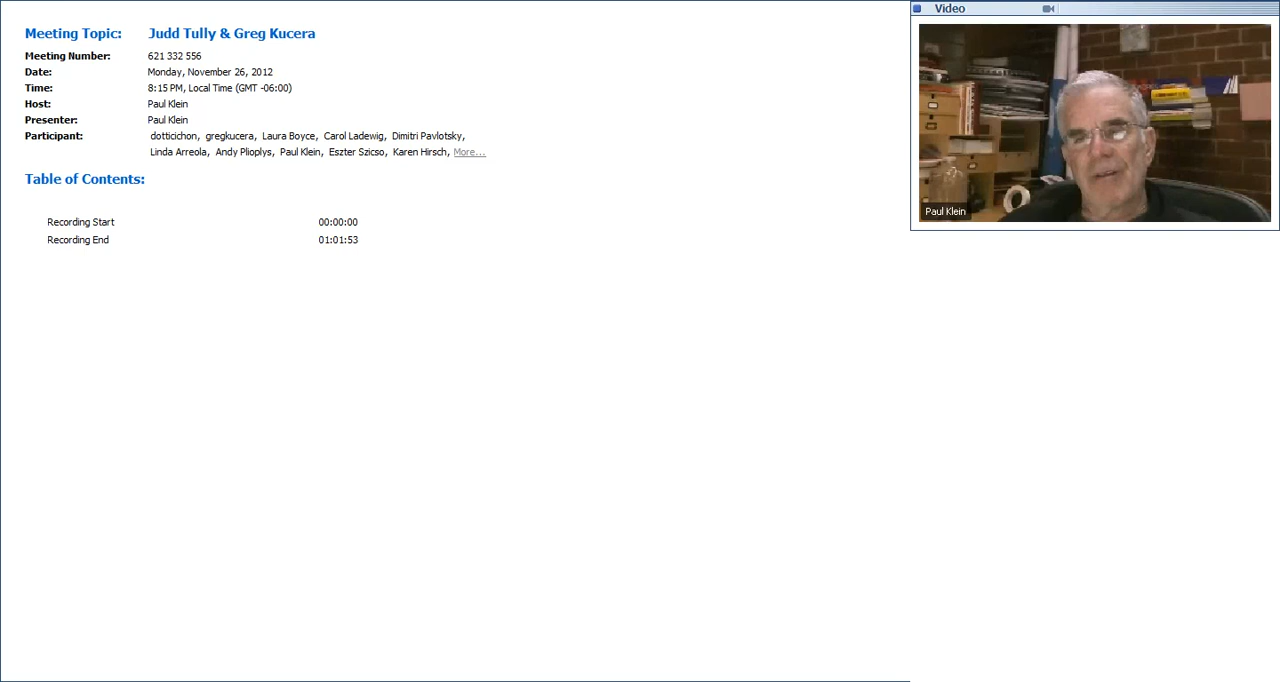 Meeting Topic: Judd Tully & Greg Kucera
Meeting Number: 621 332 556
Date: Monday, November 26, 2012
Time: 8:15 PM, Local Time (GMT -06:00)
Host: Paul Klein
Presenter: Paul Klein
Participant: dotticichon, gregkucera, Laura Boyce, Carol Ladewig, Dimitri Pavlotsky,
Linda Arreola, Andy Plioplys, Paul Klein, Eszter Szicso, Karen Hirsch, More...
Table of Contents:
Recording Start 00:00:00
Recording End 01:01:53
Video
Paul Klein